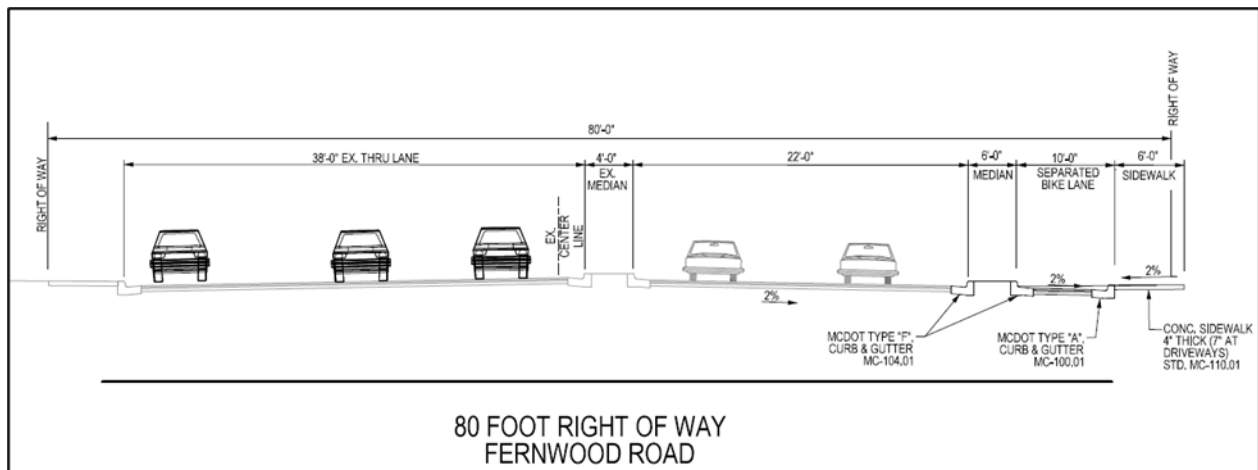 80'-0"
RIGHT OF WAY
RIGHT OF WAY
38'-0" EX. THRU LANE
4'-0"
EX.
MEDIAN
22'-0"
6'-0"
MEDIAN
10'-0"
SEPARATED
BIKE LANE
6'-0"
SIDEWALK
EX.
CENTER
LINE
2%
2%
2%
MCDOT TYPE "F",
CURB & GUTTER
MC-104.01
MCDOT TYPE "A",
CURB & GUTTER
MC-100.01
CONC. SIDEWALK
4" THICK (7" AT
DRIVEWAYS)
STD. MC-110.01
80 FOOT RIGHT OF WAY
FERNWOOD ROAD